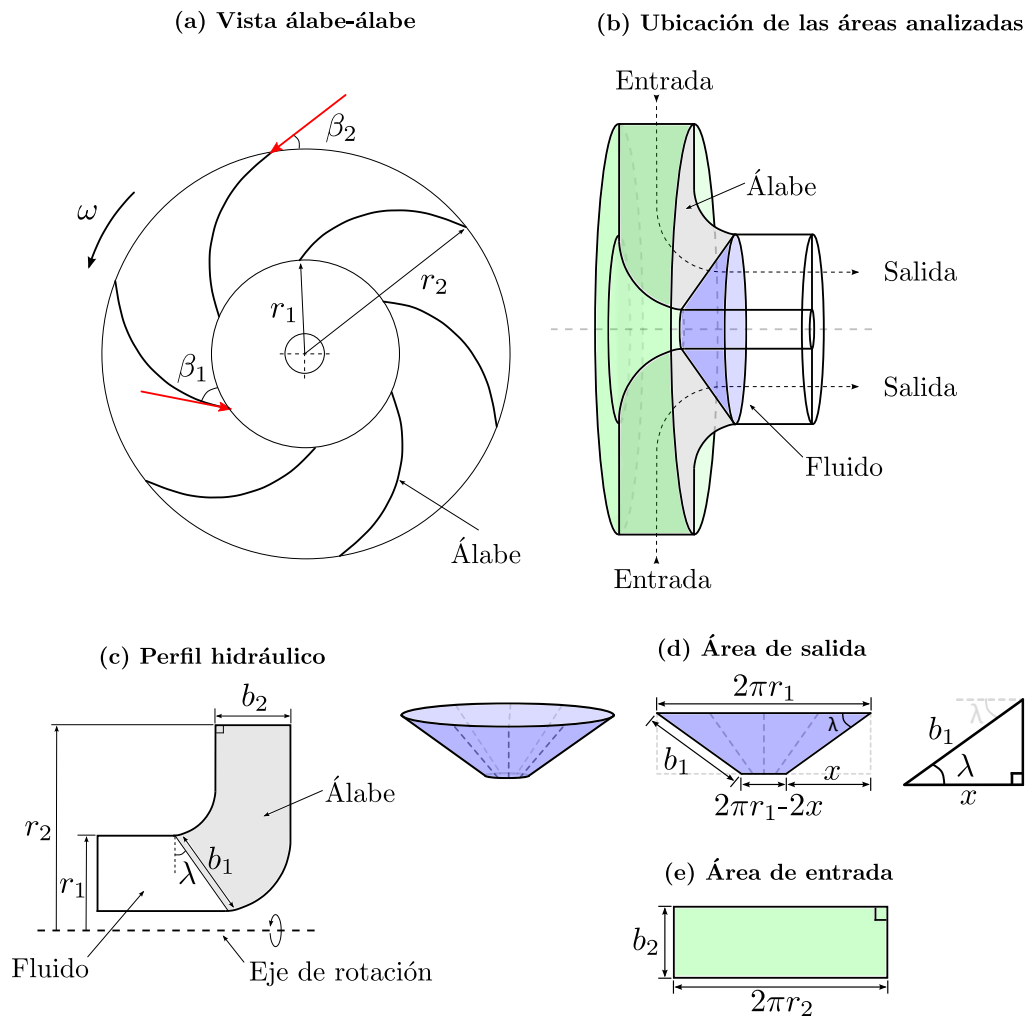 (a) Vista álabe-álabe
(b) Ubicación de las áreas analizadas
β₂
ω
r₁
r₂
β₁
Álabe
Entrada
Álabe
Salida
Salida
Fluido
Entrada
(c) Perfil hidráulico
b₂
r₂
r₁
b₁
λ
Álabe
Fluido
Eje de rotación
(d) Área de salida
2πr₁
λ
b₁
x
2πr₁-2x
λ
b₁
λ
x
(e) Área de entrada
b₂
2πr₂